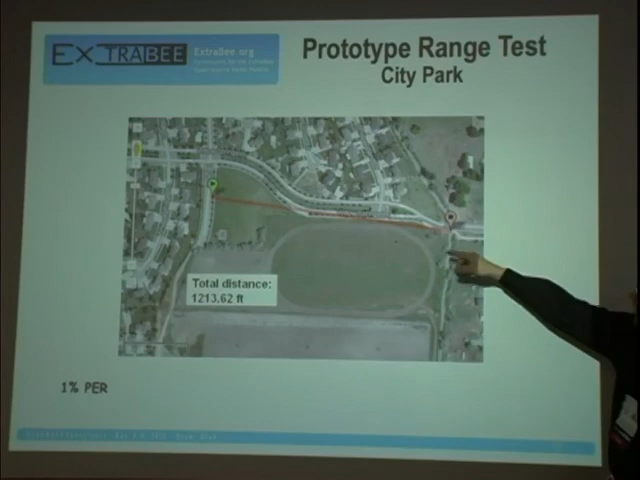 EXTRABEE
ExtraBee.org
Prototype Range Test
City Park
Total distance:
1213.62 ft
1% PER